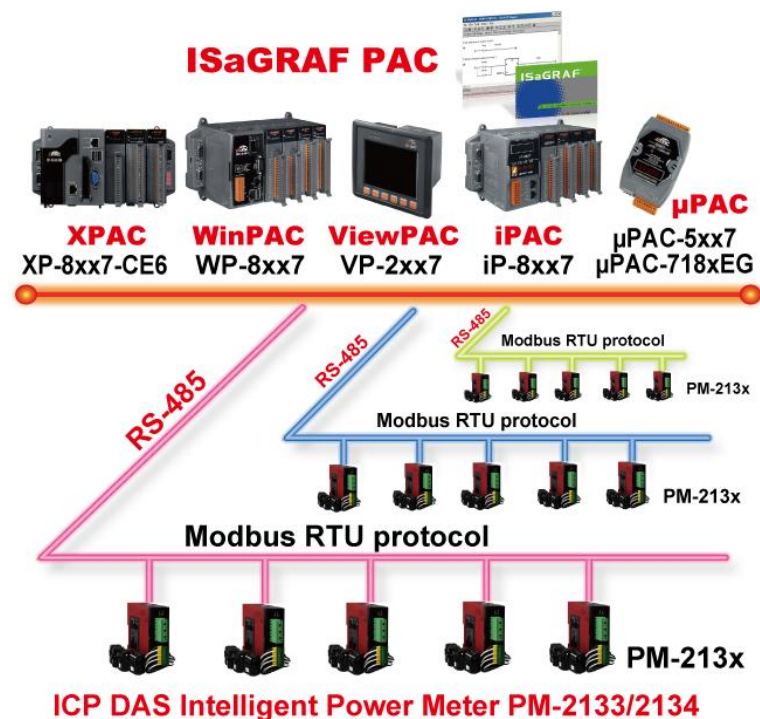 ISaGRAF PAC
ISaGRAF
XPAC
WinPAC
ViewPAC
iPAC
µPAC
XP-8xx7-CE6
WP-8xx7
VP-2xx7
iP-8xx7
µPAC-5xx7
µPAC-718xEG
RS-485
Modbus RTU protocol
PM-213x
RS-485
Modbus RTU protocol
PM-213x
RS-485
Modbus RTU protocol
PM-213x
ICP DAS Intelligent Power Meter PM-2133/2134